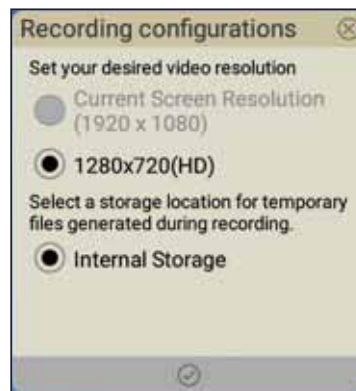 Recording configurations
Set your desired video resolution
Current Screen Resolution
(1920 x 1080)
1280x720(HD)
Select a storage location for temporary
files generated during recording.
Internal Storage